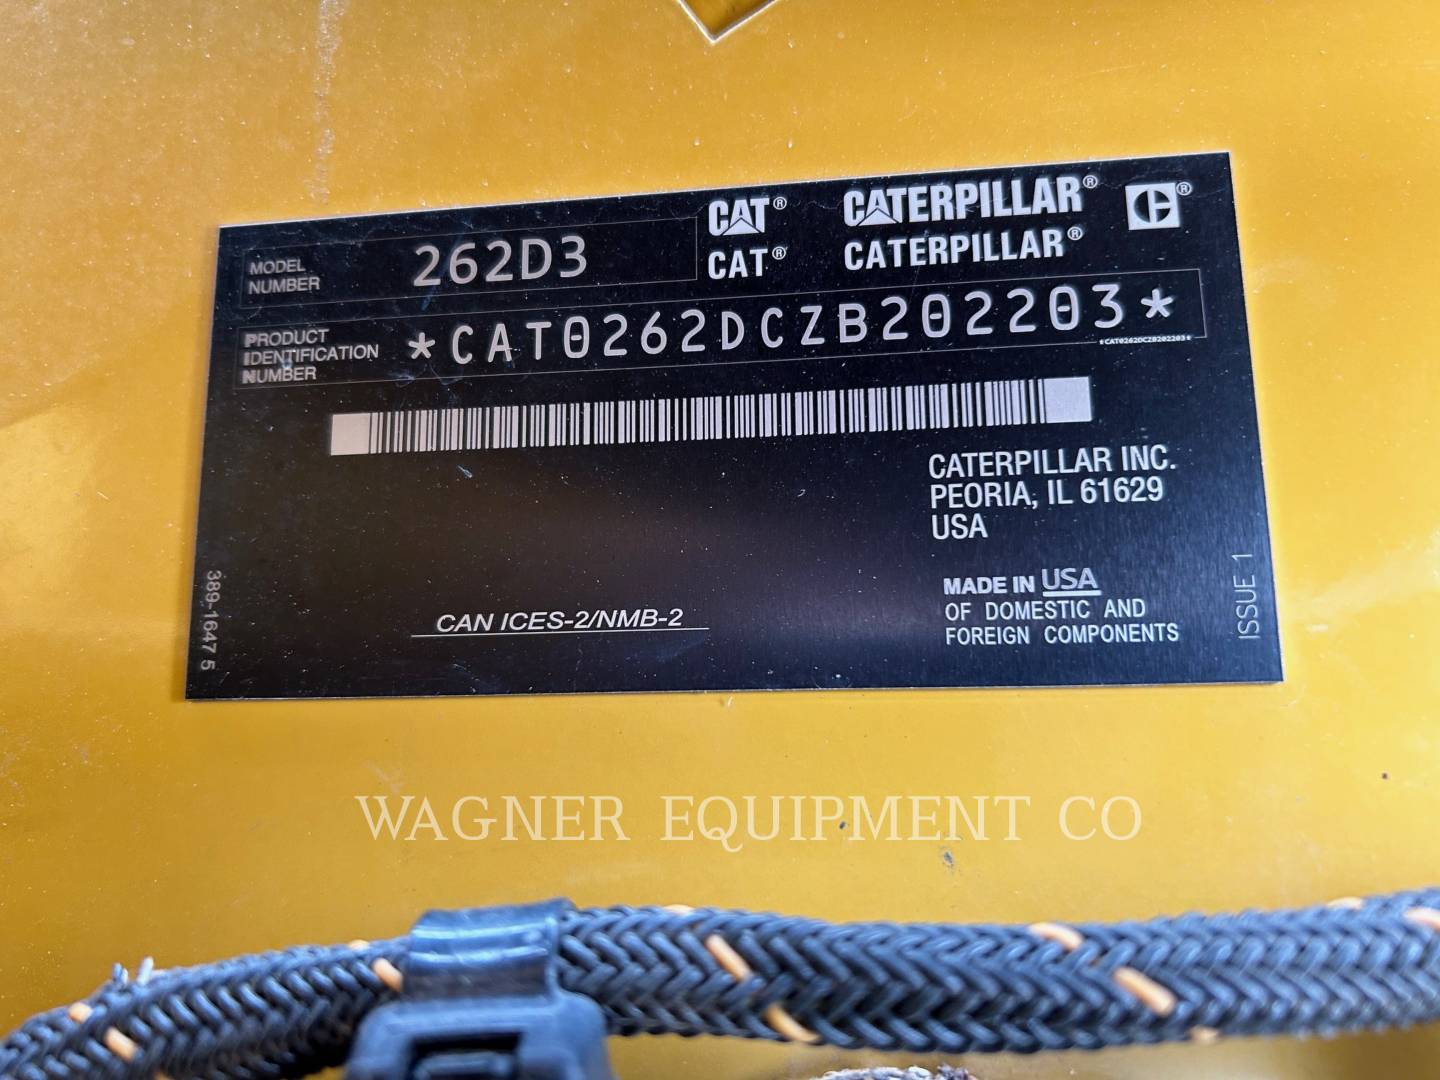 MODEL
NUMBER
262D3
CAT®
CAT®
CATERPILLAR®
CATERPILLAR®
PRODUCT
IDENTIFICATION
NUMBER
*CAT0262DCZB202203*
*CAT0262DCZB202203*
CATERPILLAR INC.
PEORIA, IL 61629
USA
MADE IN USA
OF DOMESTIC AND
FOREIGN COMPONENTS
CAN ICES-2/NMB-2
389-1647 5
ISSUE 1
WAGNER EQUIPMENT CO